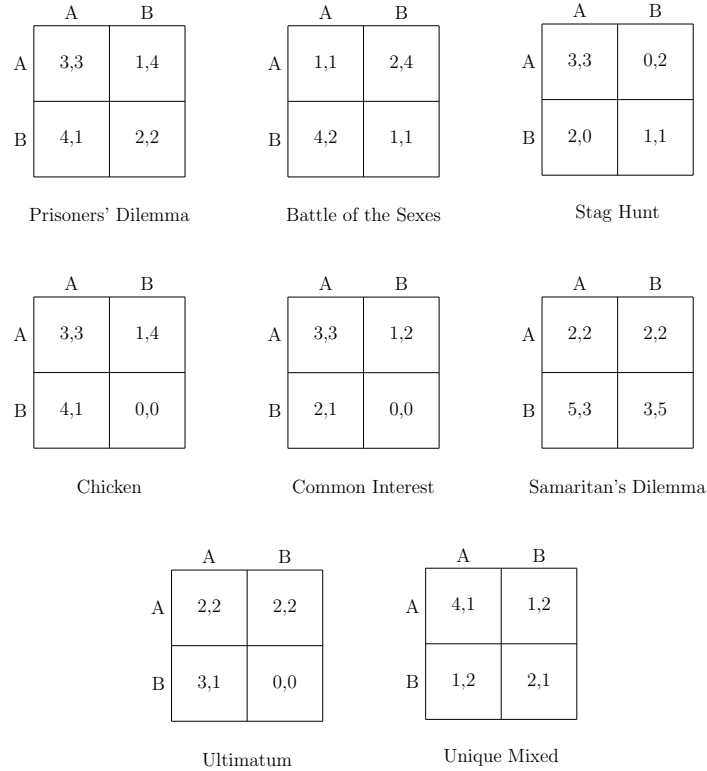 A B
A 3,3 1,4
B 4,1 2,2
Prisoners' Dilemma
A B
A 1,1 2,4
B 4,2 1,1
Battle of the Sexes
A B
A 3,3 0,2
B 2,0 1,1
Stag Hunt
A B
A 3,3 1,4
B 4,1 0,0
Chicken
A B
A 3,3 1,2
B 2,1 0,0
Common Interest
A B
A 2,2 2,2
B 5,3 3,5
Samaritan's Dilemma
A B
A 2,2 2,2
B 3,1 0,0
Ultimatum
A B
A 4,1 1,2
B 1,2 2,1
Unique Mixed